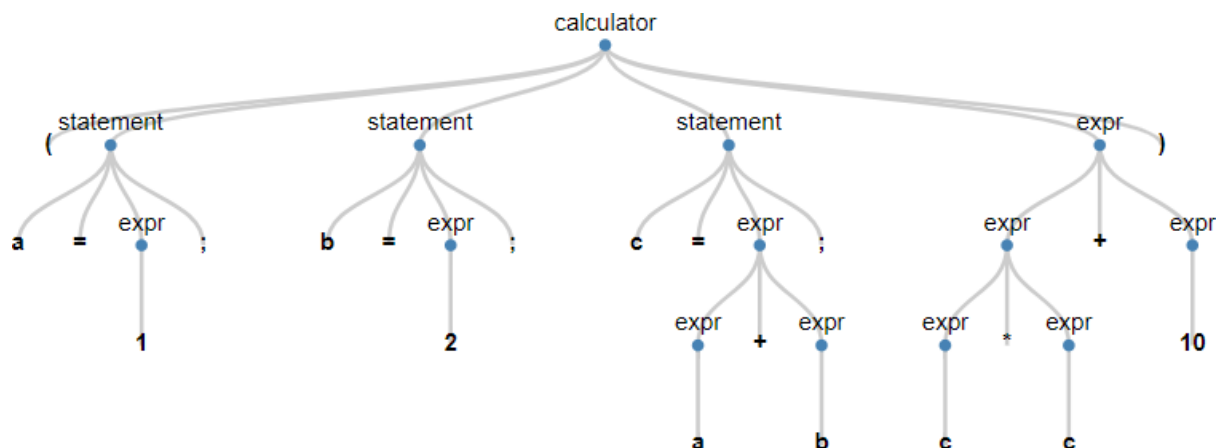 calculator
( statement statement statement expr )
a = expr ; b = expr ; c = expr ; expr + expr
1 2 expr + expr expr * expr 10
a b c c